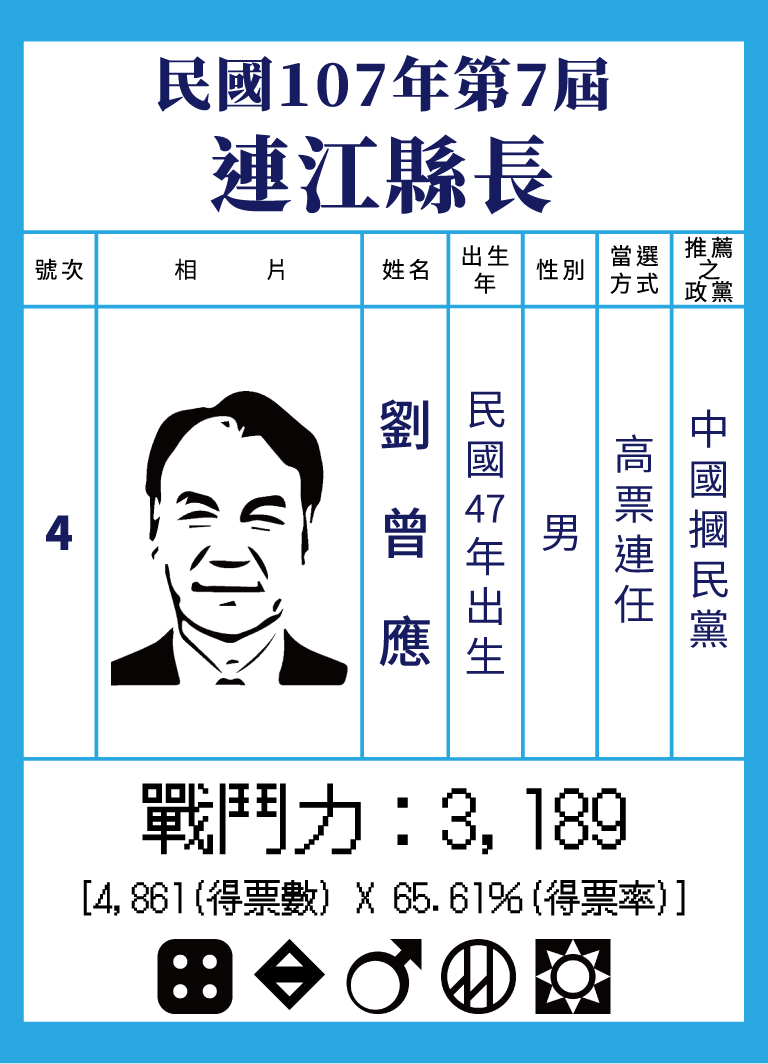 民國107年第7屆
連江縣長
號次
相片
姓名
出生
年
性別
當選
方式
推薦
之
政黨
4
劉曾應
民國47年出生
男
高票連任
中國摑民黨
戰鬥力：3,189
[4,861(得票數) X 65.61%(得票率)]